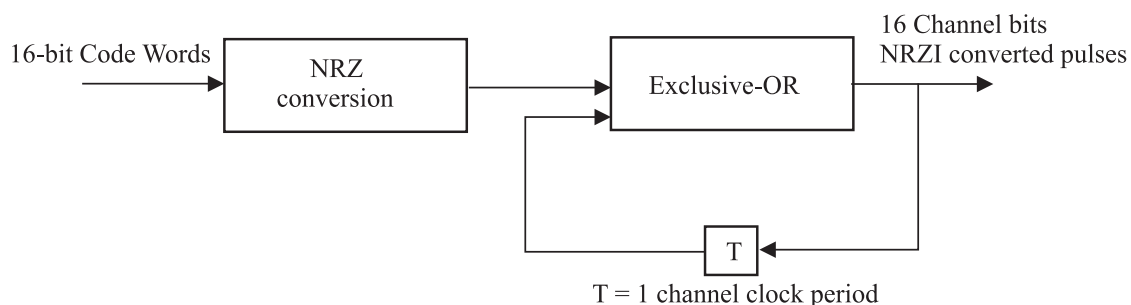 16-bit Code Words
NRZ
conversion
Exclusive-OR
16 Channel bits
NRZI converted pulses
T
T = 1 channel clock period